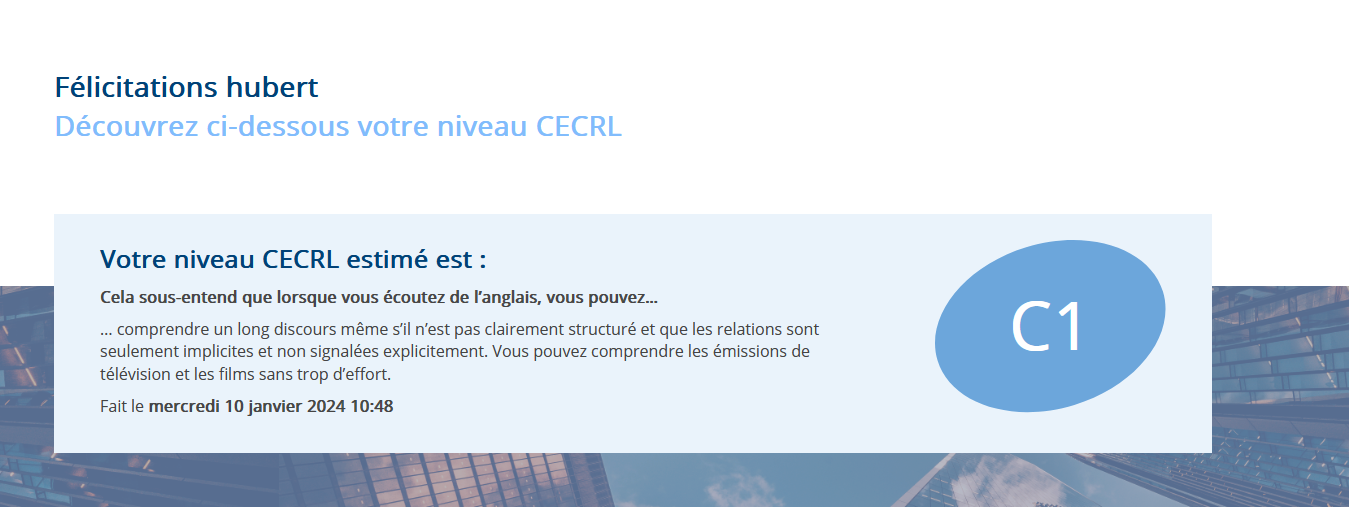 Félicitations hubert
Découvrez ci-dessous votre niveau CECRL
Votre niveau CECRL estimé est :
Cela sous-entend que lorsque vous écoutez de l’anglais, vous pouvez...
... comprendre un long discours même s’il n’est pas clairement structuré et que les relations sont
seulement implicites et non signalées explicitement. Vous pouvez comprendre les émissions de
télévision et les films sans trop d’effort.
Fait le mercredi 10 janvier 2024 10:48
C1